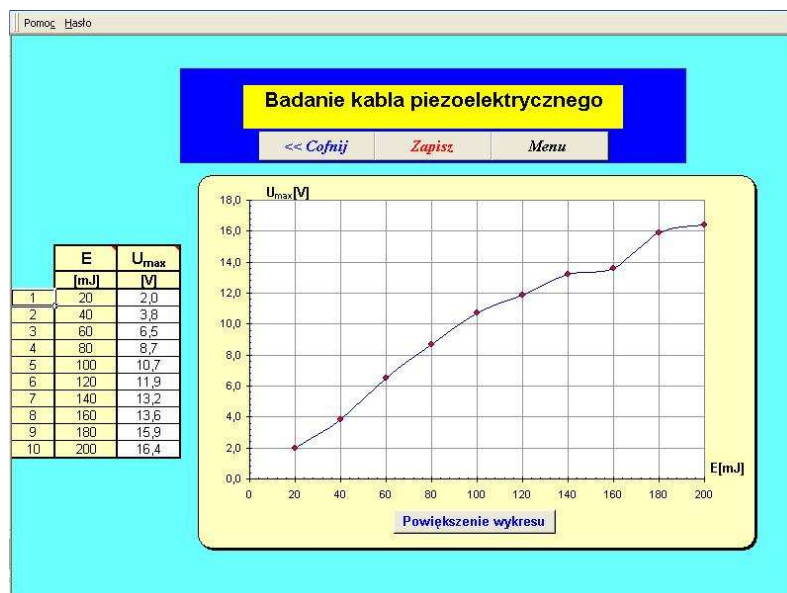 Pomoc Hasło
Badanie kabla piezoelektrycznego
<< Cofnij Zapisz Menu
E Umax
[mJ] [V]
1 20 2,0
2 40 3,8
3 60 6,5
4 80 8,7
5 100 10,7
6 120 11,9
7 140 13,2
8 160 13,6
9 180 15,9
10 200 16,4
Umax[V]
18,0
16,0
14,0
12,0
10,0
8,0
6,0
4,0
2,0
0,0
0 20 40 60 80 100 120 140 160 180 200
E[mJ]
Powiększenie wykresu